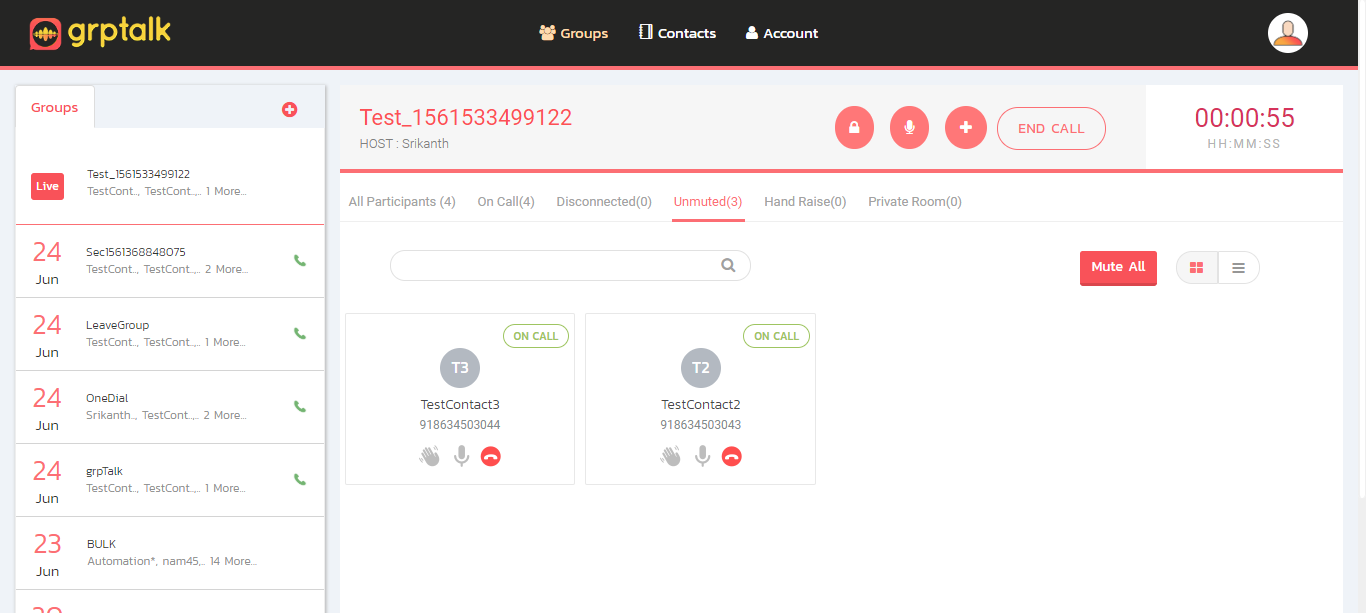 grptalk
Groups
Contacts
Account
Groups
Live
Test_1561533499122
TestCont.., TestCont..,.. 1 More...
24
Jun
Sec1561368848075
TestCont.., TestCont..,.. 2 More...
24
Jun
LeaveGroup
TestCont.., TestCont..,.. 1 More...
24
Jun
OneDial
Srikanth.., TestCont..,.. 2 More...
24
Jun
grpTalk
TestCont.., TestCont..,.. 1 More...
23
Jun
BULK
Automation*, nam45,.. 14 More...
Test_1561533499122
HOST : Srikanth
END CALL
00:00:55
HH:MM:SS
All Participants (4)
On Call(4)
Disconnected(0)
Unmuted(3)
Hand Raise(0)
Private Room(0)
Mute All
ON CALL
T3
TestContact3
918634503044
ON CALL
T2
TestContact2
918634503043